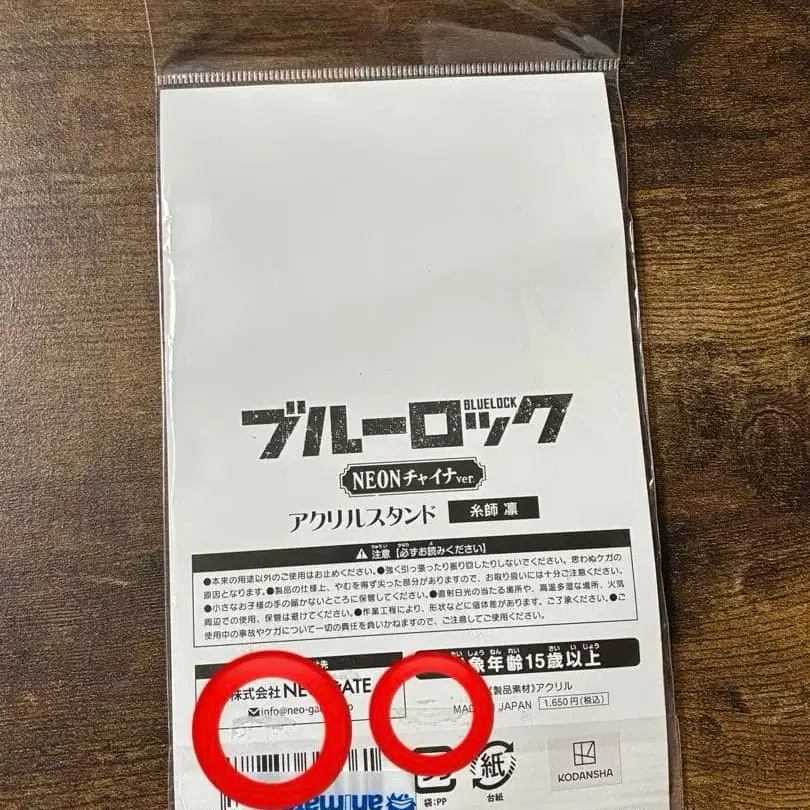 BLUELOCK
ブルーロック
NEONチャイナver.
アクリルスタンド 糸師 凛
注意【必ずお読みください】
●本来の用途以外のご使用はお止めください。●強く引っ張ったり振り回したりしないでください。思わぬケガの
原因となります。●製品の仕様上、やむを得ず尖った部分がありますので、お取り扱いには十分ご注意ください。
●小さなお子様の手の届かないところに保管してください。●直射日光の当たる場所や、高温多湿な場所、火気
周辺での使用、保管は避けてください。●作業工程により、形状などに個体差があります。ご了承ください。●ご
使用中の事故やケガについて一切の責任を負いかねますので、ご注意してご使用ください。
象年齢15歳以上
株式会社NEO GATE
info@neo-ga
《製品素材》アクリル
MA JAPAN 1,650円(税込)
袋:PP
紙
台紙
KODANSHA
anima